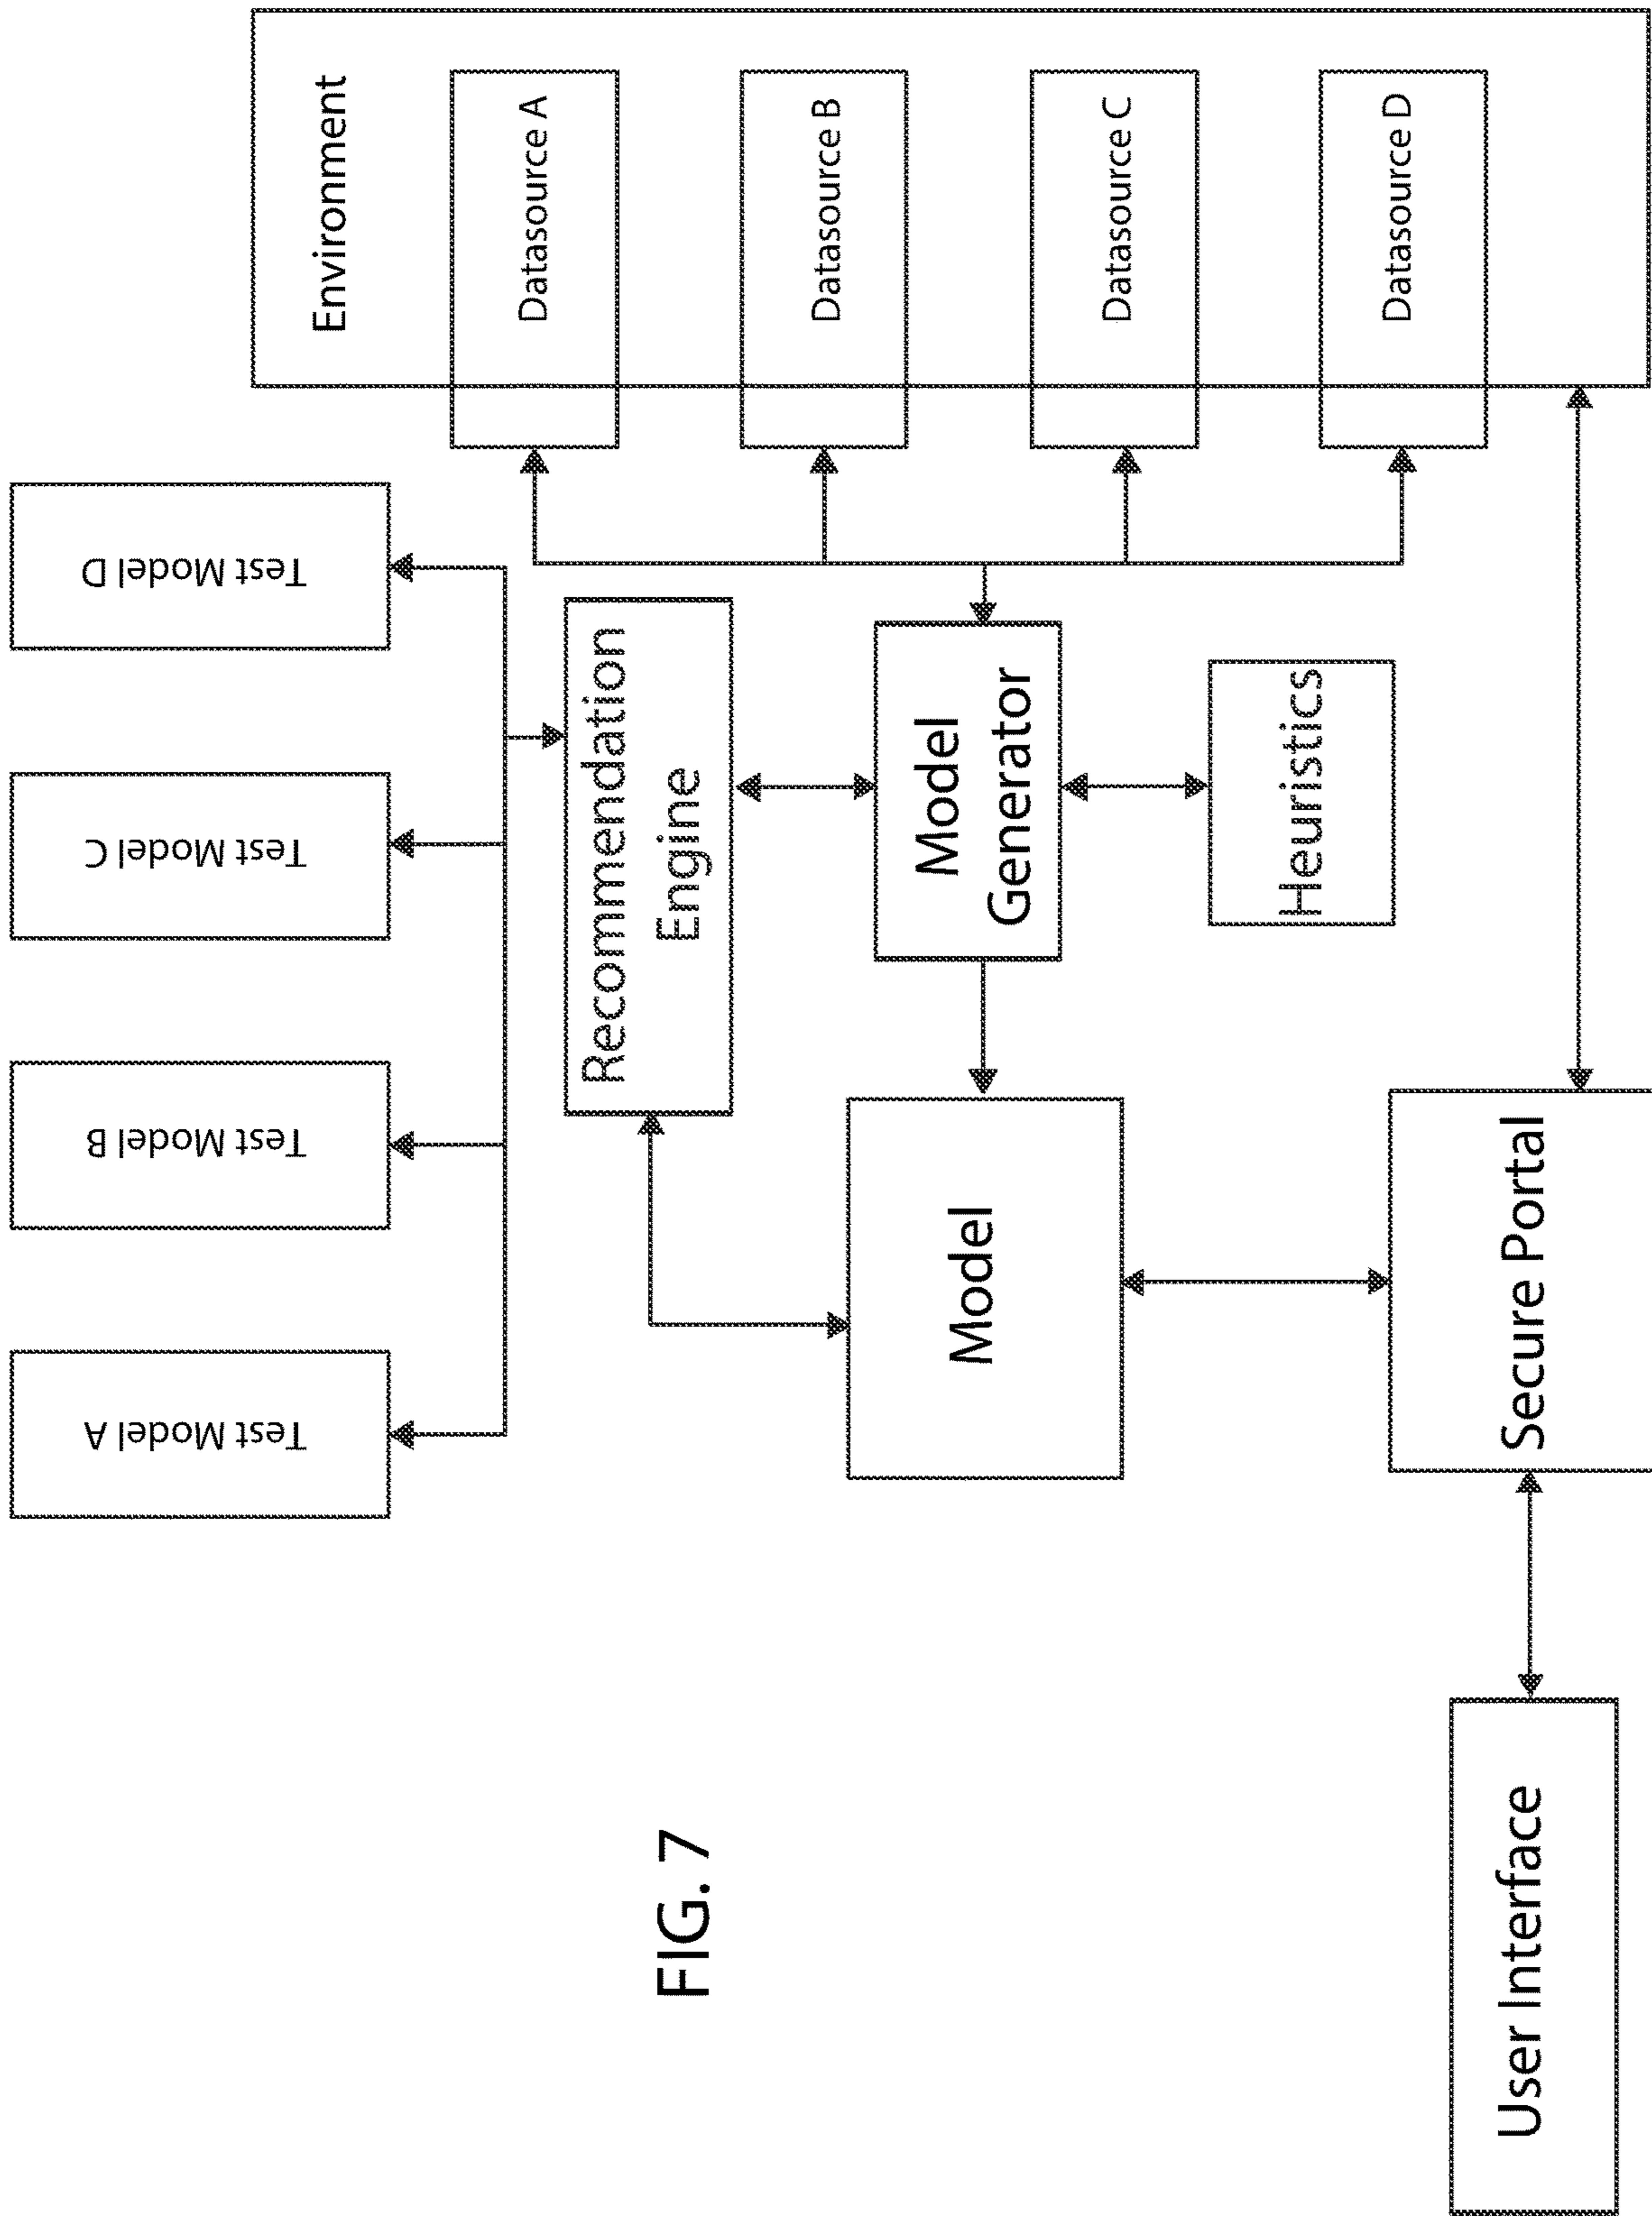 Test Model A
Test Model B
Test Model C
Test Model D
Recommendation
Engine
Environment
Datasource A
Datasource B
Datasource C
Datasource D
Model
Generator
Heuristics
Model
Secure Portal
User Interface
FIG. 7